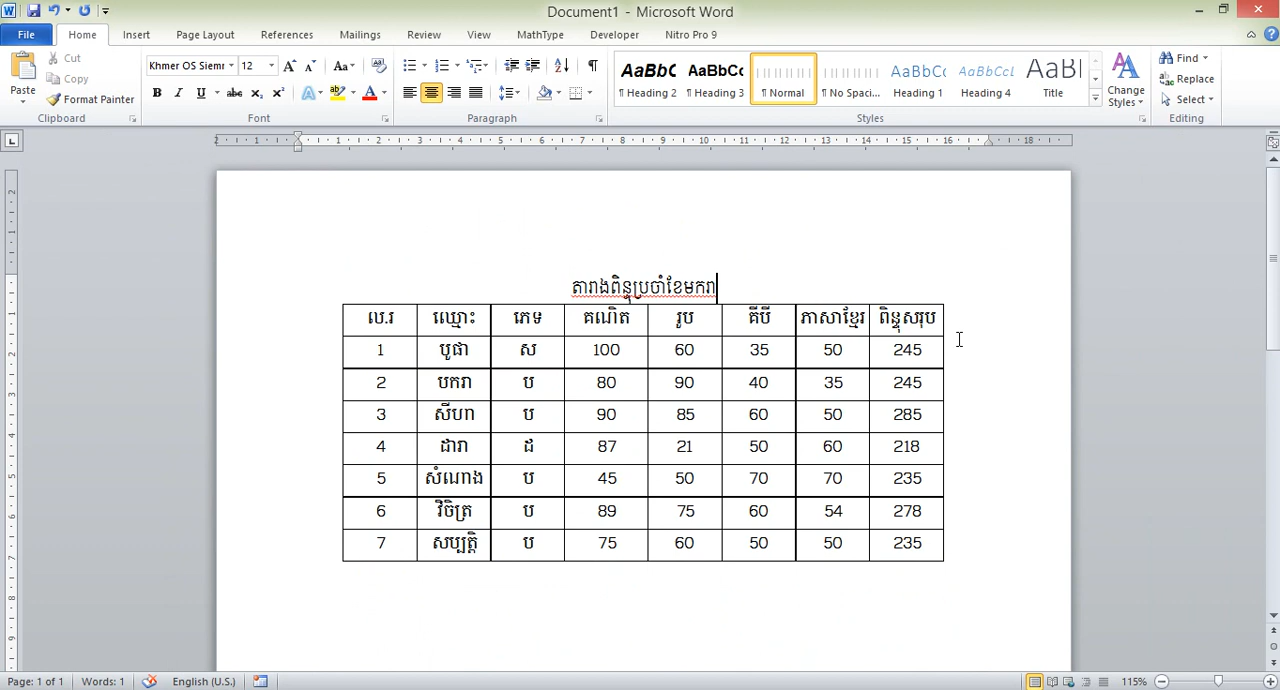 Document1 - Microsoft Word
File Home Insert Page Layout References Mailings Review View MathType Developer Nitro Pro 9
Cut
Copy
Format Painter
Paste
Clipboard
Khmer OS Siemr 12
Font
Paragraph
AaBbC AaBbCc AaBbCc AaBbCcL AaBl
¶ Heading 2 ¶ Heading 3 ¶ Normal ¶ No Spaci... Heading 1 ¶ Heading 4 Title
Change Styles
Styles
Find
Replace
Select
Editing
តារាងពិន្ទុប្រចាំខែមករា
ល.រ ឈ្មោះ ភេទ គណិត រូប គីមី ភាសាខ្មែរ ពិន្ទុសរុប
1 បូផា ស 100 60 35 50 245
2 មករា ប 80 90 40 35 245
3 សីហា ប 90 85 60 50 285
4 ដារា ដ 87 21 50 60 218
5 សំណាង ប 45 50 70 70 235
6 វិចិត្រ ប 89 75 60 54 278
7 សប្បត្តិ ប 75 60 50 50 235
Page: 1 of 1 Words: 1 English (U.S.) 115%